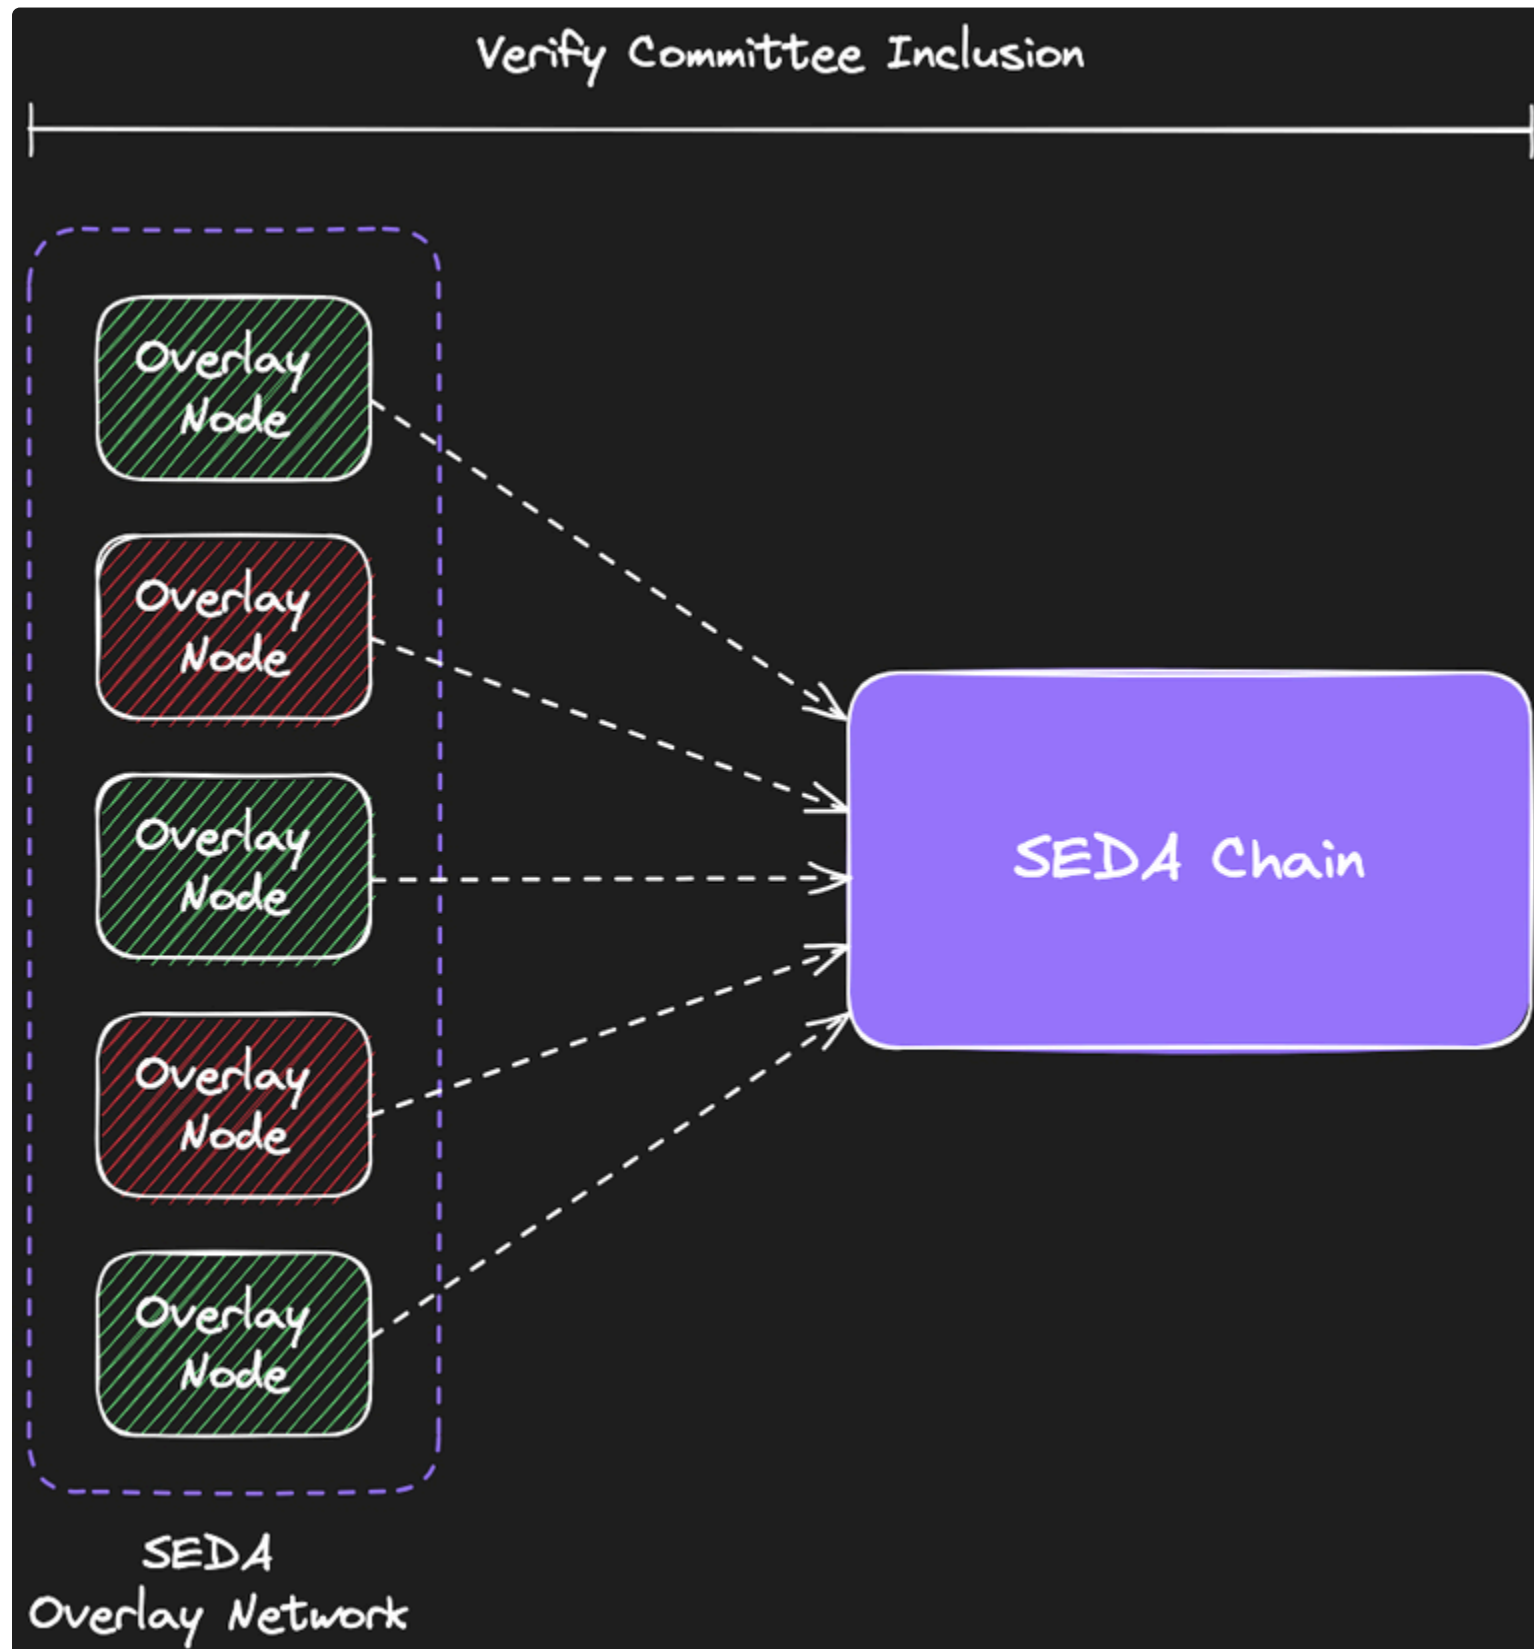 Verify Committee Inclusion
Overlay
Node
Overlay
Node
Overlay
Node
Overlay
Node
Overlay
Node
SEDA Chain
SEDA
Overlay Network